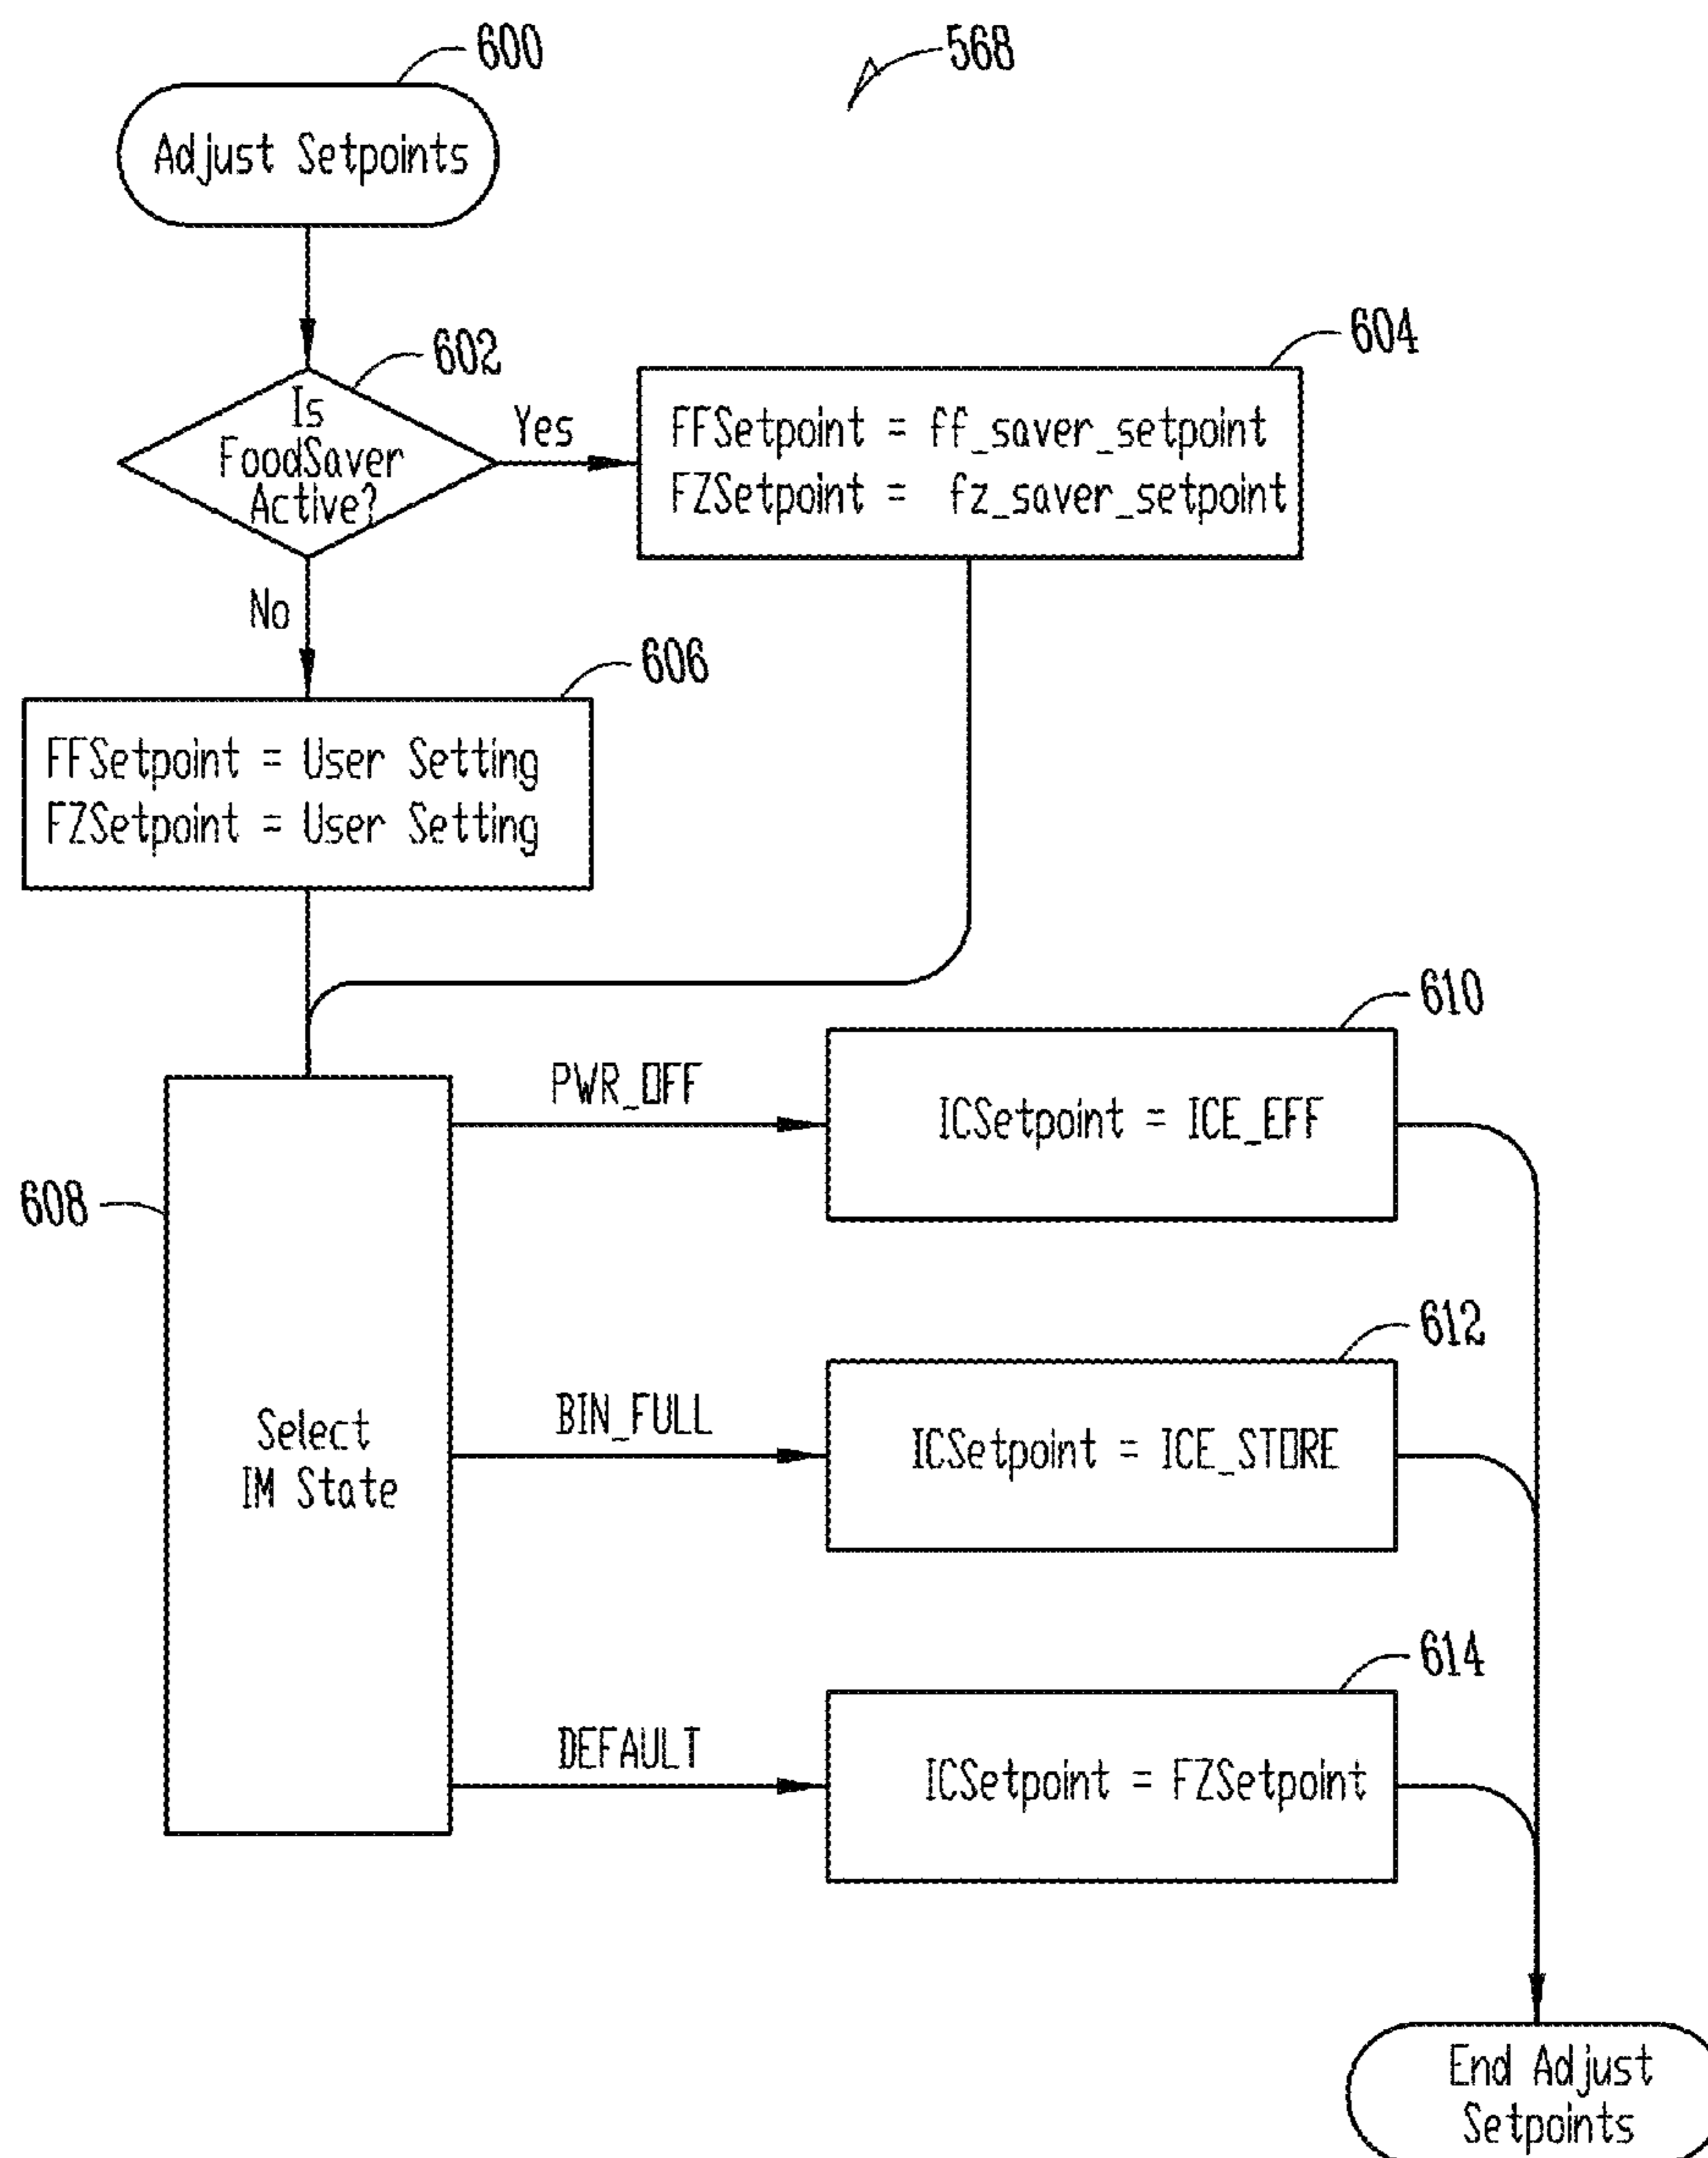 600
568
Adjust Setpoints
602
604
Is
FoodSaver
Active?
Yes
FFSetpoint = ff_saver_setpoint
FZSetpoint = fz_saver_setpoint
No
606
FFSetpoint = User Setting
FZSetpoint = User Setting
610
PWR_OFF
ICSetpoint = ICE_EFF
608
612
Select
IM State
BIN_FULL
ICSetpoint = ICE_STORE
614
DEFAULT
ICSetpoint = FZSetpoint
End Adjust
Setpoints